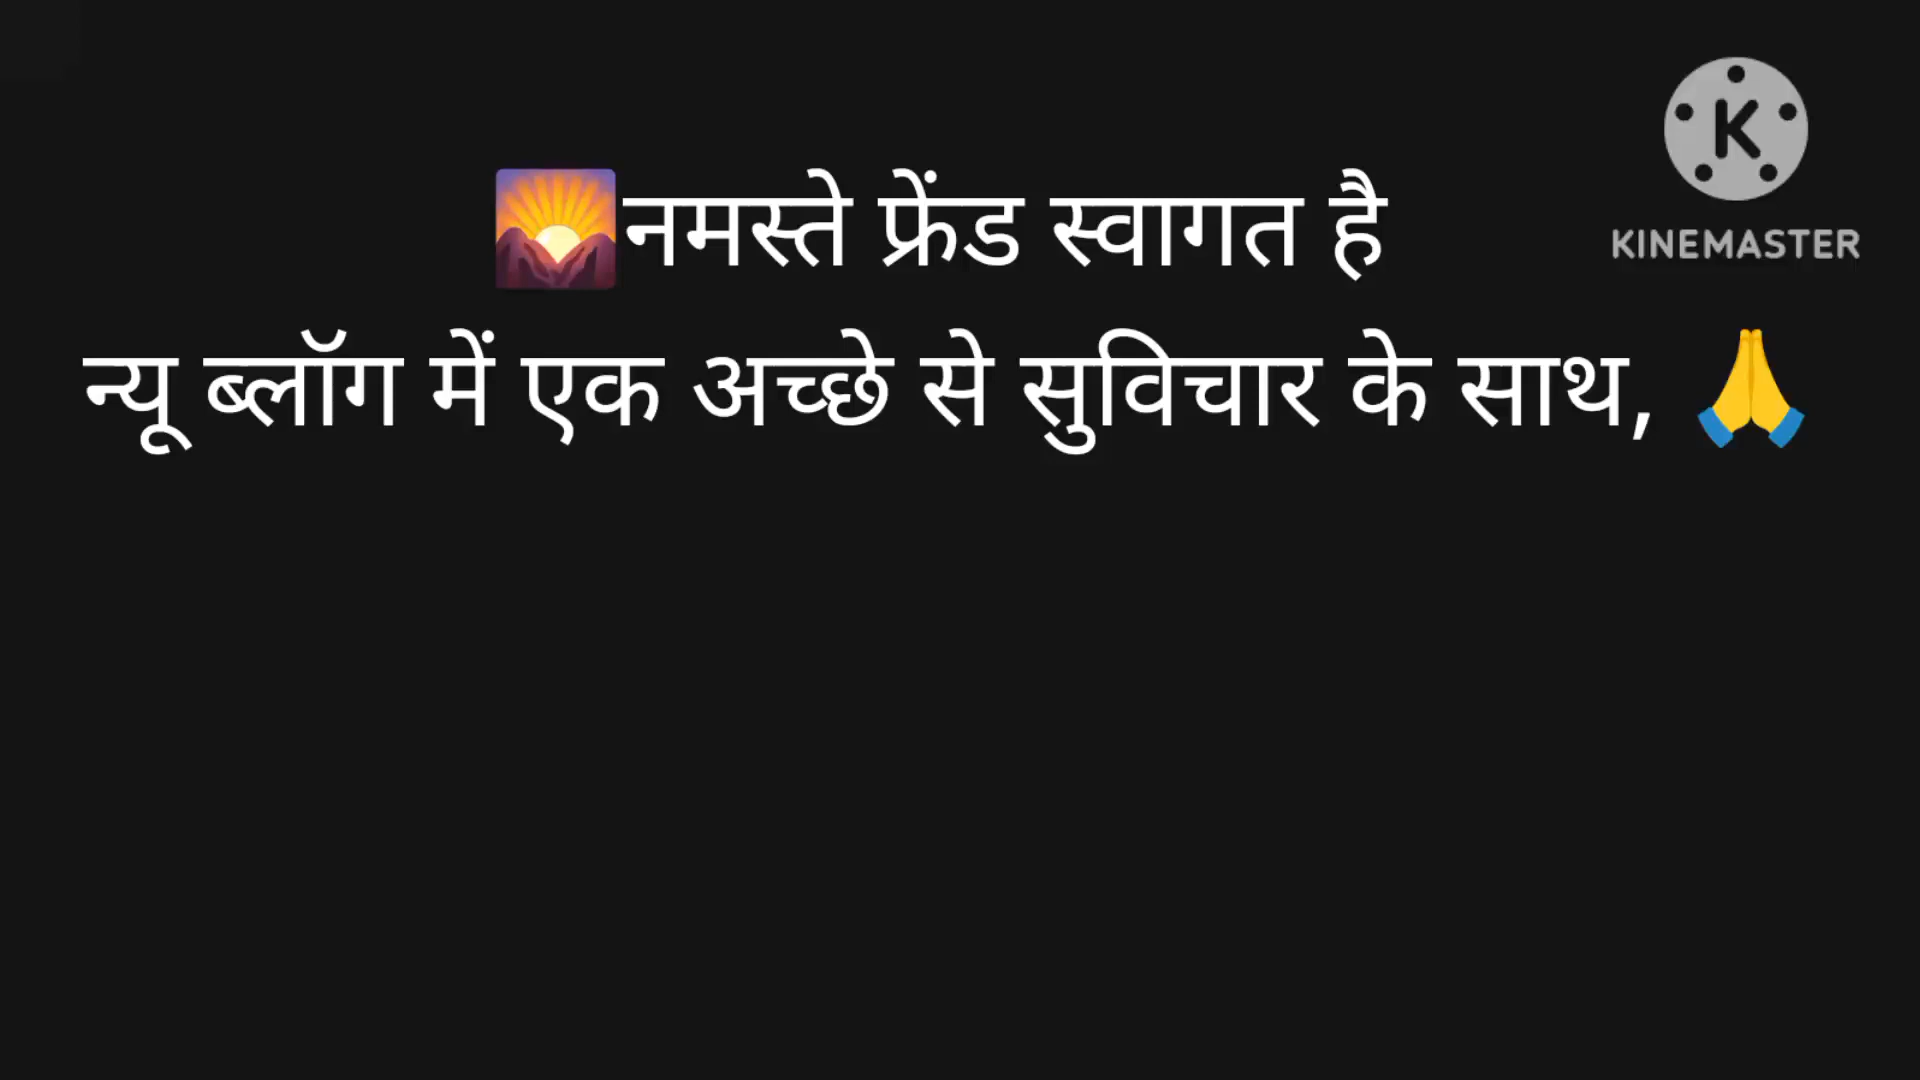 🌄नमस्ते फ्रेंड स्वागत है
न्यू ब्लॉग में एक अच्छे से सुविचार के साथ, 🙏
K
KINEMASTER